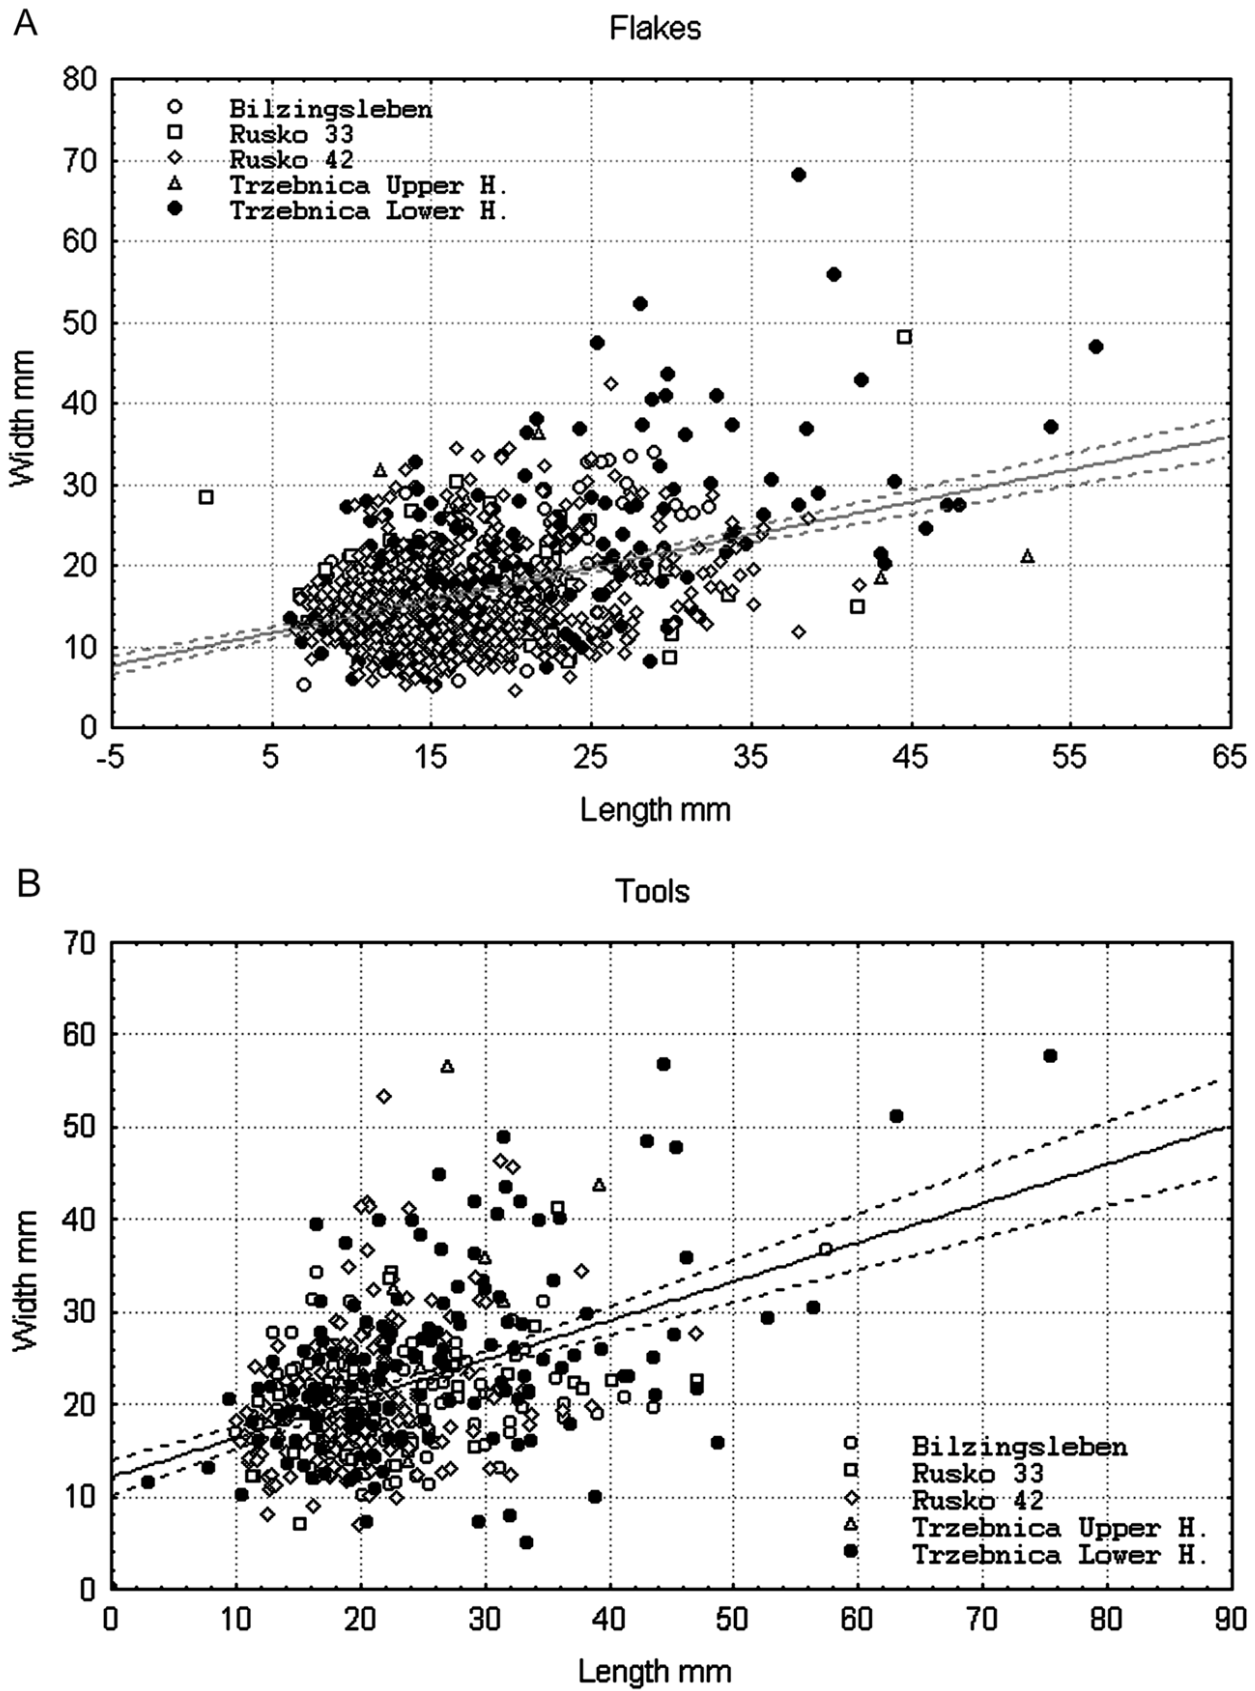 A
Flakes
80
70
60
50
40
30
20
10
0
Width mm
Bilzingsleben
Rusko 33
Rusko 42
Trzebnica Upper H.
Trzebnica Lower H.
-5 5 15 25 35 45 55 65
Length mm
B
Tools
70
60
50
40
30
20
10
0
Width mm
Bilzingsleben
Rusko 33
Rusko 42
Trzebnica Upper H.
Trzebnica Lower H.
0 10 20 30 40 50 60 70 80 90
Length mm